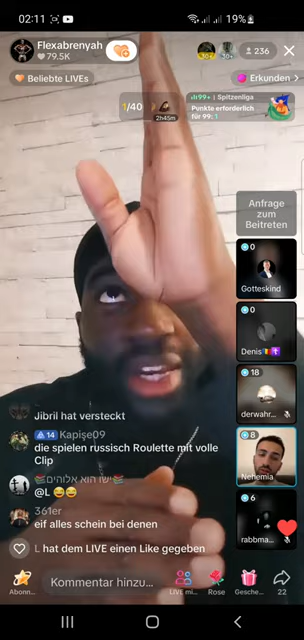 02:11 19%
Flexabrenyah
79.5K
236
Beliebte LIVEs
Erkunden >
1/40
2h45m
99+ | Spitzenliga
Punkte erforderlich
für 99: 1
Anfrage
zum
Beitreten
0
Gotteskind
0
Denis
18
derwahr...
8
Nehemia
6
rabbma...
Jibril hat versteckt
14 Kapişe09
die spielen russisch Roulette mit volle
Clip
ישו הוא אלוהים
@L
361er
eif alles schein bei denen
L hat dem LIVE einen Like gegeben
Kommentar hinzu...
Abonn...
LIVE mi...
Rose
Gesche...
22